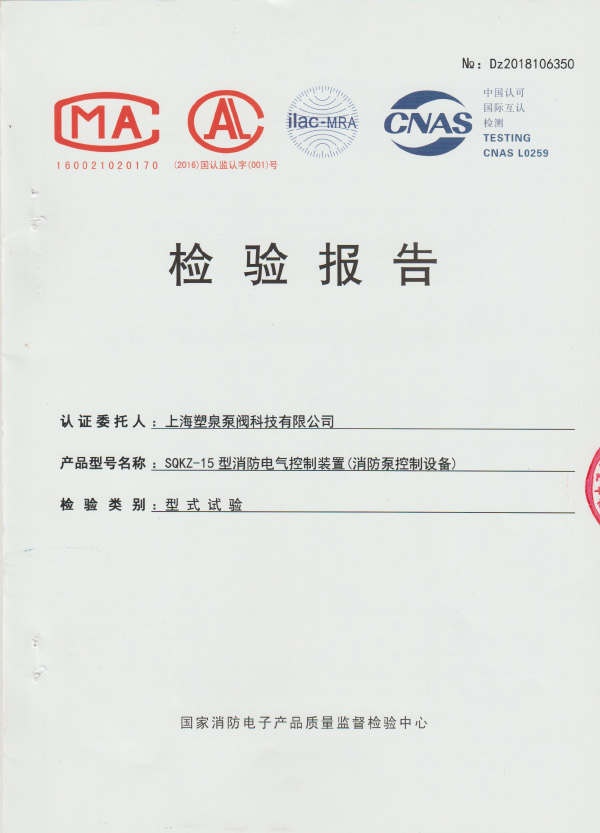 №: Dz2018106350
MA
AL
ilac-MRA
CNAS
中国认可
国际互认
检测
TESTING
CNAS L0259
160021020170
(2016)国认监认字(001)号
检验报告
认证委托人：上海塑泉泵阀科技有限公司
产品型号名称：SQKZ-15型消防电气控制装置(消防泵控制设备)
检验类别：型式试验
国家消防电子产品质量监督检验中心